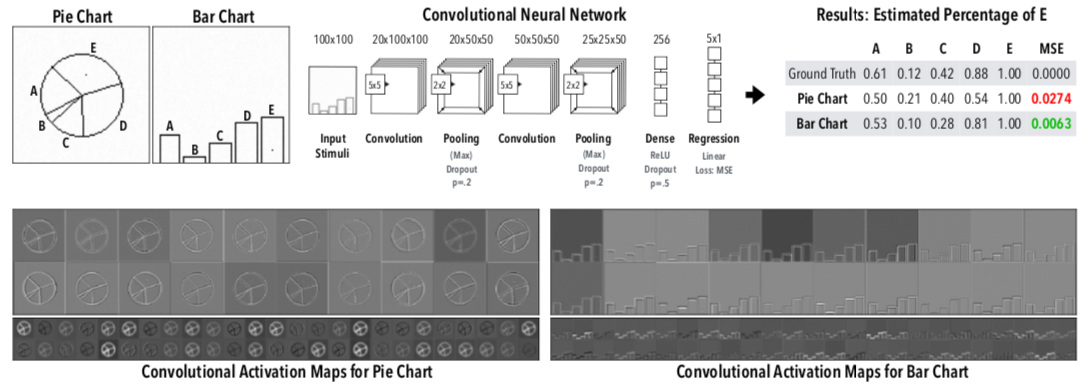 Pie Chart
Bar Chart
E
A
B
C
D
A
B
C
D
E
Convolutional Neural Network
100x100 20x100x100 20x50x50 50x50x50 25x25x50 256 5x1
5x5 2x2 5x5 2x2
Input Stimuli
Convolution
Pooling
(Max)
Dropout
p=.2
Convolution
Pooling
(Max)
Dropout
p=.2
Dense
ReLU
Dropout
p=.5
Regression
Linear
Loss: MSE
Results: Estimated Percentage of E
A B C D E MSE
Ground Truth 0.61 0.12 0.42 0.88 1.00 0.0000
Pie Chart 0.50 0.21 0.40 0.54 1.00 0.0274
Bar Chart 0.53 0.10 0.28 0.81 1.00 0.0063
Convolutional Activation Maps for Pie Chart
Convolutional Activation Maps for Bar Chart